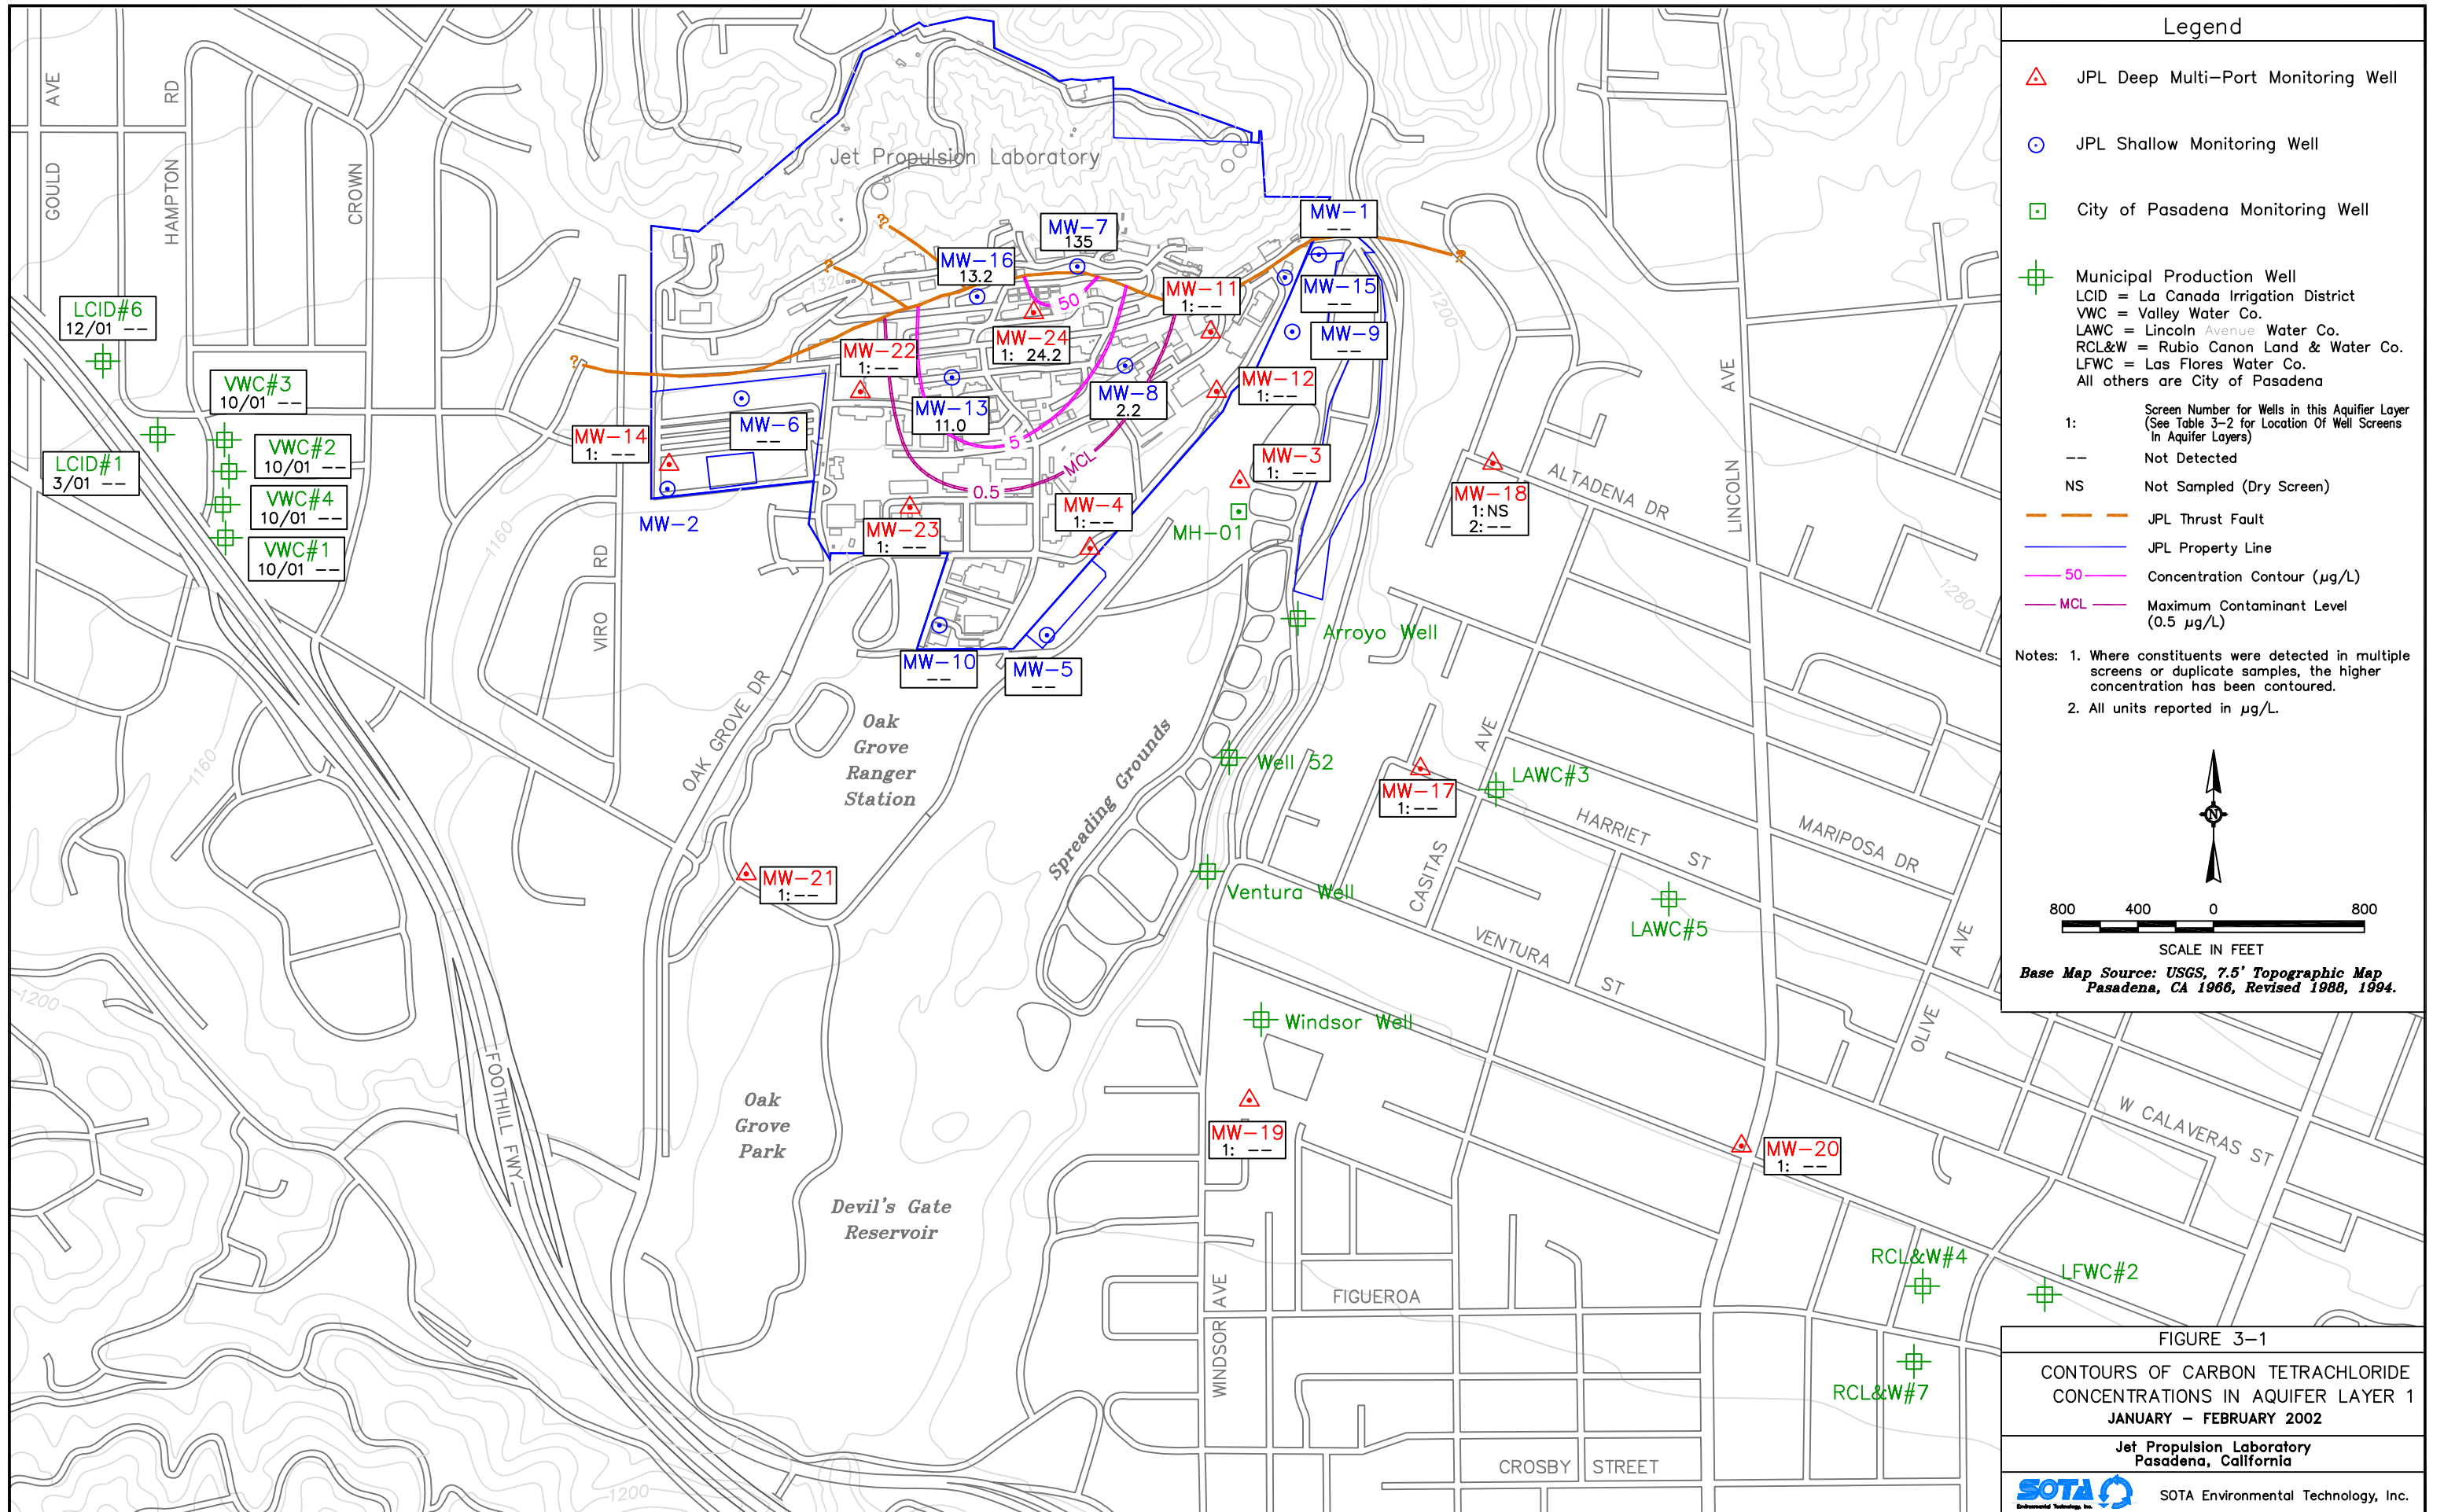 GOULD
AVE
HAMPTON
RD
CROWN
Jet Propulsion Laboratory
1320
MW-7
135
MW-16
13.2
MW-1
--
MW-15
--
MW-9
--
MW-11
1:--
50
MW-24
1: 24.2
MW-22
1:--
MW-12
1:--
MW-8
2.2
MW-13
11.0
5
MCL
0.5
MW-6
--
MW-14
1: --
MW-2
MW-3
1: --
MW-4
1:--
MH-01
MW-23
1: --
MW-10
--
MW-5
--
MW-18
1:NS
2:--
LCID#6
12/01 --
VWC#3
10/01 --
VWC#2
10/01 --
LCID#1
3/01 --
VWC#4
10/01 --
VWC#1
10/01 --
1160
VIRO
RD
1200
ALTADENA DR
LINCOLN
AVE
1280
Arroyo Well
OAK GROVE DR
Oak
Grove
Ranger
Station
Spreading Grounds
Well 52
MW-17
1:--
LAWC#3
CASITAS
AVE
HARRIET
ST
MARIPOSA DR
1160
MW-21
1:--
Ventura Well
LAWC#5
VENTURA
ST
Windsor Well
OLIVE
AVE
1200
FOOTHILL FWY
Oak
Grove
Park
Devil's Gate
Reservoir
MW-19
1: --
MW-20
1: --
W CALAVERAS ST
RCL&W#4
LFWC#2
RCL&W#7
WINDSOR
AVE
FIGUEROA
CROSBY
STREET
1200
Legend
JPL Deep Multi-Port Monitoring Well
JPL Shallow Monitoring Well
City of Pasadena Monitoring Well
Municipal Production Well
LCID = La Canada Irrigation District
VWC = Valley Water Co.
LAWC = Lincoln Avenue Water Co.
RCL&W = Rubio Canon Land & Water Co.
LFWC = Las Flores Water Co.
All others are City of Pasadena
1: Screen Number for Wells in this Aquifier Layer
(See Table 3-2 for Location Of Well Screens
In Aquifer Layers)
-- Not Detected
NS Not Sampled (Dry Screen)
JPL Thrust Fault
JPL Property Line
50 Concentration Contour (µg/L)
MCL Maximum Contaminant Level
(0.5 µg/L)
Notes: 1. Where constituents were detected in multiple
screens or duplicate samples, the higher
concentration has been contoured.
2. All units reported in µg/L.
N
800 400 0 800
SCALE IN FEET
Base Map Source: USGS, 7.5' Topographic Map
Pasadena, CA 1966, Revised 1988, 1994.
FIGURE 3-1
CONTOURS OF CARBON TETRACHLORIDE
CONCENTRATIONS IN AQUIFER LAYER 1
JANUARY - FEBRUARY 2002
Jet Propulsion Laboratory
Pasadena, California
SOTA
Environmental Technology, Inc.
SOTA Environmental Technology, Inc.